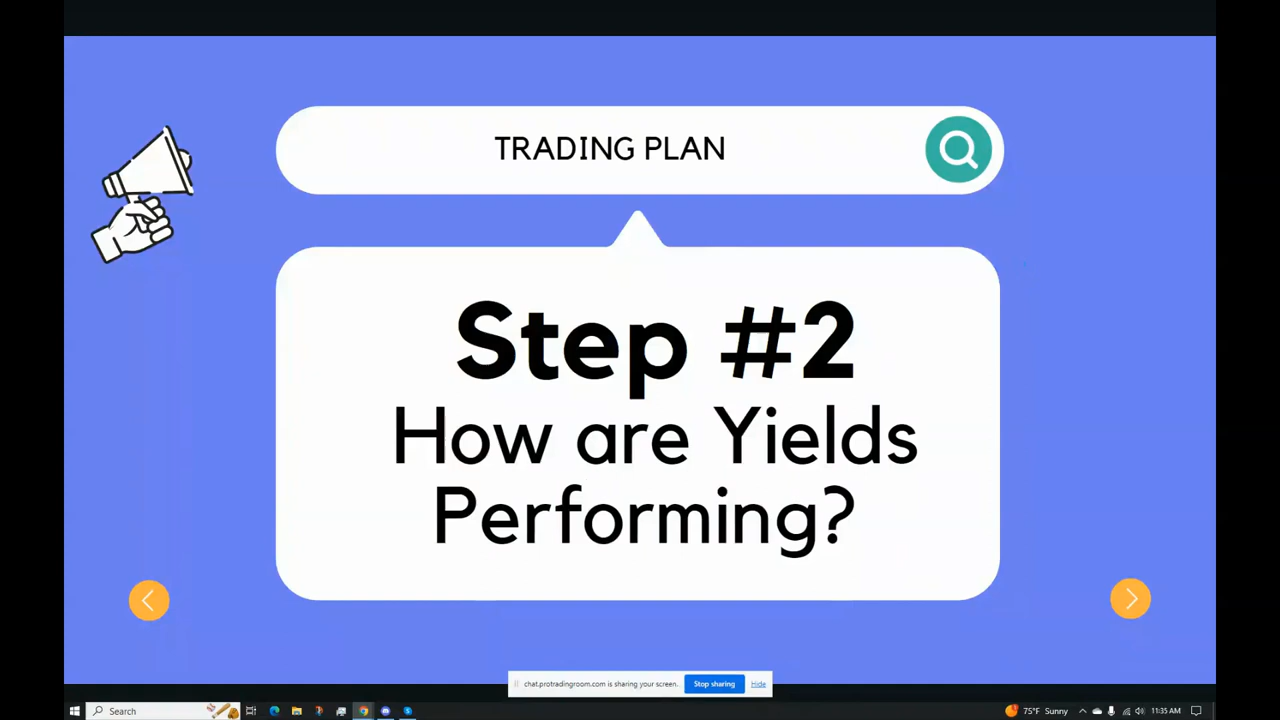 TRADING PLAN
Step #2
How are Yields
Performing?
chat.protradingroom.com is sharing your screen.
Stop sharing
Hide
Search
75°F Sunny
11:35 AM